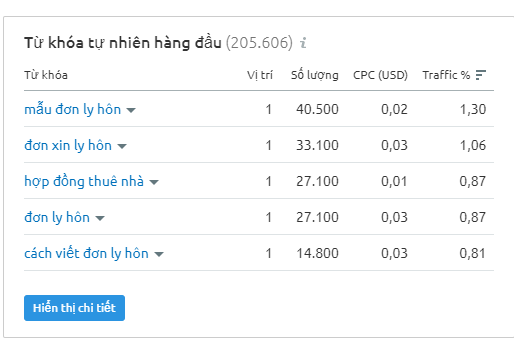 Từ khóa tự nhiên hàng đầu (205.606) i
Từ khóa Vị trí Số lượng CPC (USD) Traffic %
mẫu đơn ly hôn 1 40.500 0,02 1,30
đơn xin ly hôn 1 33.100 0,03 1,06
hợp đồng thuê nhà 1 27.100 0,01 0,87
đơn ly hôn 1 27.100 0,03 0,87
cách viết đơn ly hôn 1 14.800 0,03 0,81
Hiển thị chi tiết